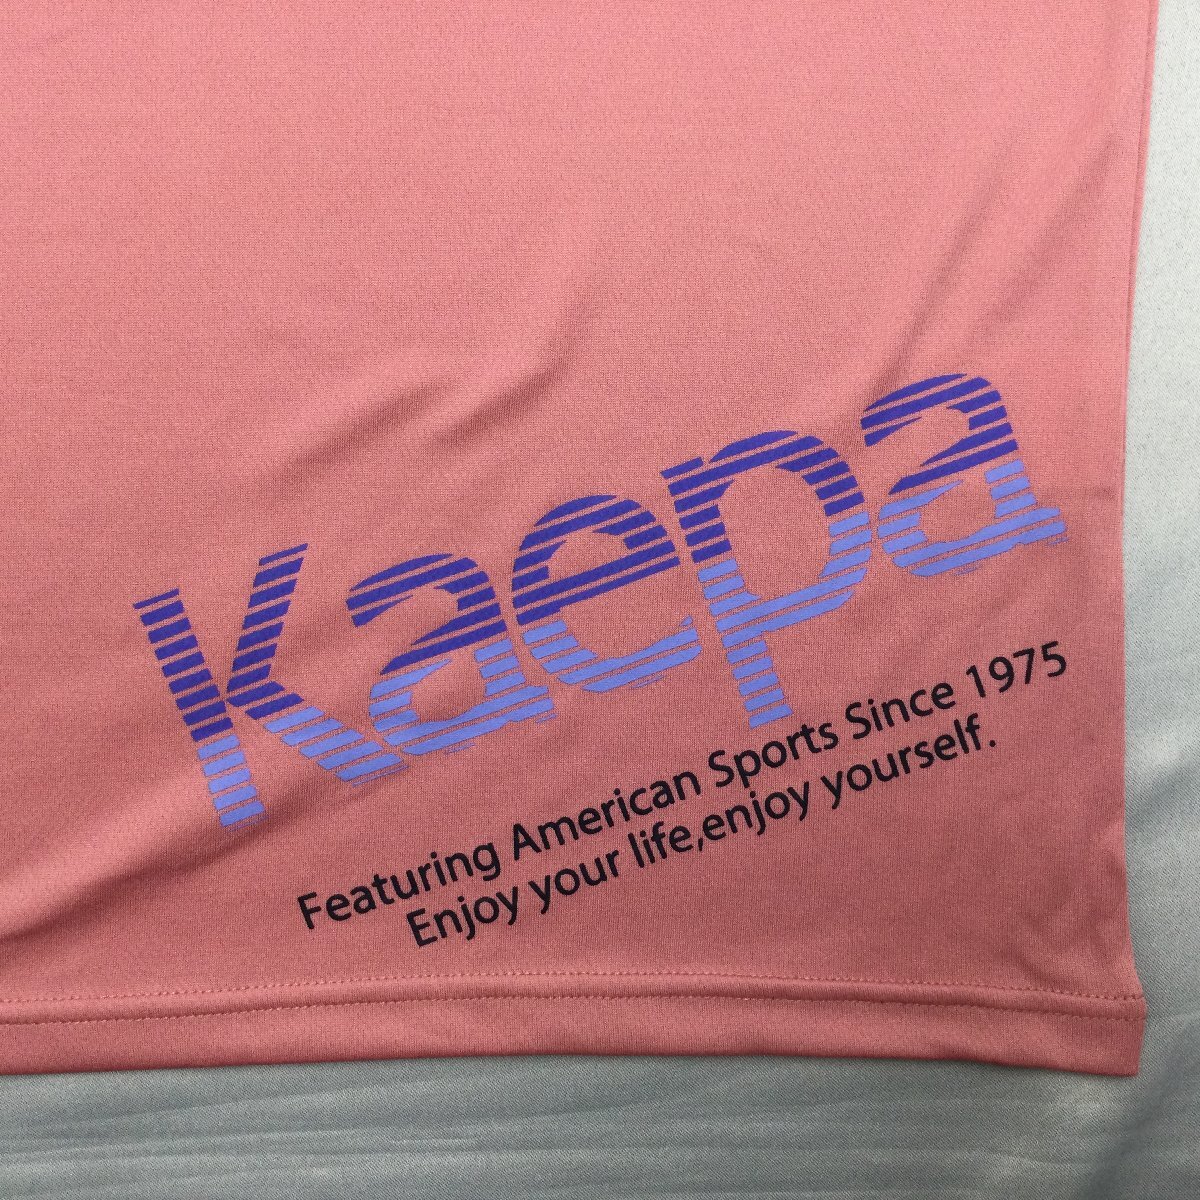 Kaepa
Featuring American Sports Since 1975
Enjoy your life,enjoy yourself.